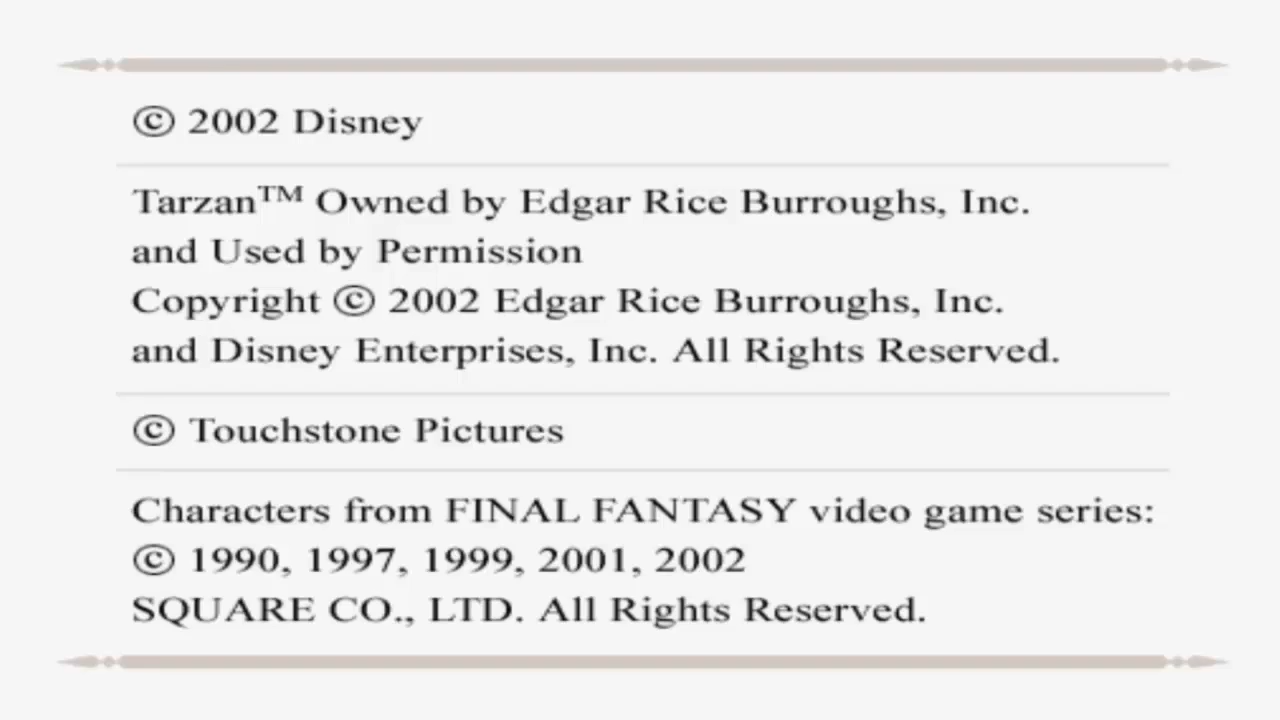 © 2002 Disney
Tarzan™ Owned by Edgar Rice Burroughs, Inc.
and Used by Permission
Copyright © 2002 Edgar Rice Burroughs, Inc.
and Disney Enterprises, Inc. All Rights Reserved.
© Touchstone Pictures
Characters from FINAL FANTASY video game series:
© 1990, 1997, 1999, 2001, 2002
SQUARE CO., LTD. All Rights Reserved.